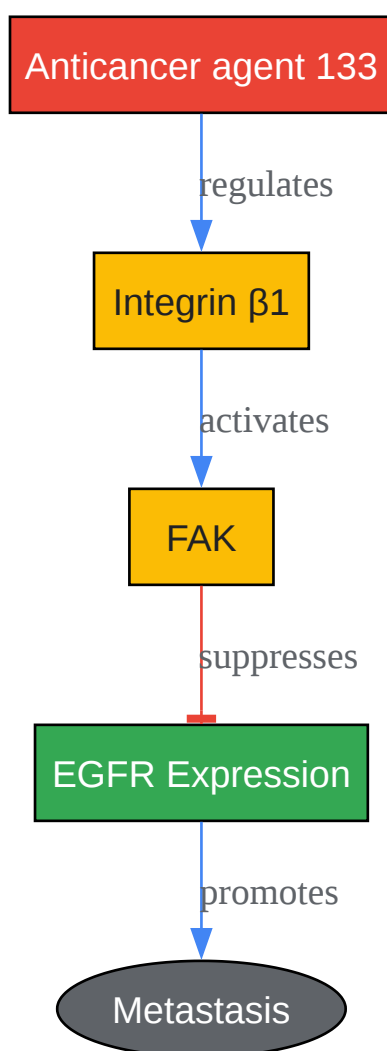 Anticancer agent 133
regulates
Integrin β1
activates
FAK
suppresses
EGFR Expression
promotes
Metastasis